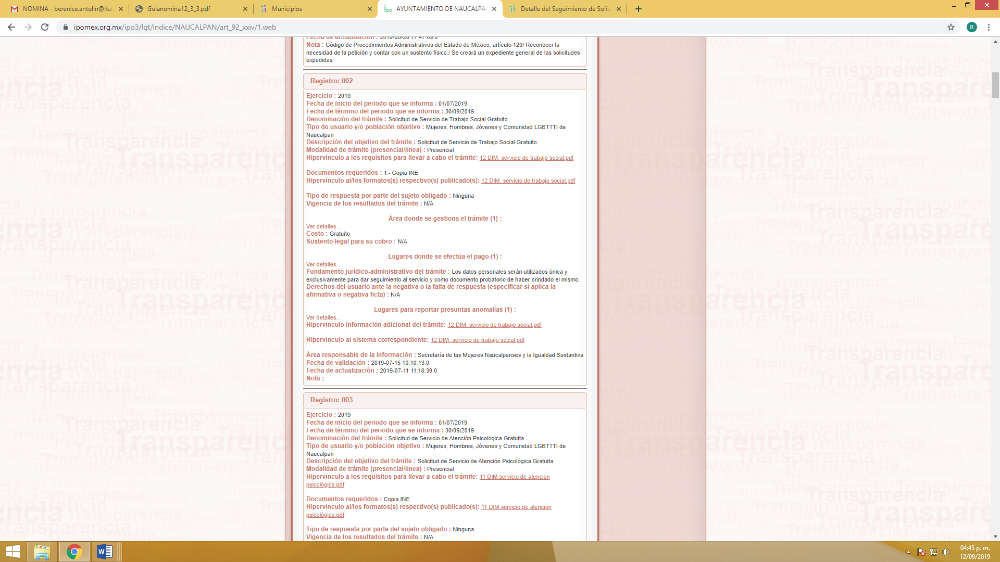 NOMINA - berenice.antolin@itai
Guianomina12_3_3.pdf
Municipios
AYUNTAMIENTO DE NAUCALPA
Detalle del Seguimiento de Solic
ipomex.org.mx/ipo3/lgt/indice/NAUCALPAN/art_92_xxiv/1.web
B
Fecha de actualización : 2019-06-26 17:47:09.0
Nota : Código de Procedimientos Administrativos del Estado de México, artículo 120/ Reconocer la
necesidad de la petición y contar con un sustento físico./ Se creará un expediente general de las solicitudes
expedidas.
Registro: 002
Ejercicio : 2019
Fecha de inicio del periodo que se informa : 01/07/2019
Fecha de término del periodo que se informa : 30/09/2019
Denominación del trámite : Solicitud de Servicio de Trabajo Social Gratuito
Tipo de usuario y/o población objetivo : Mujeres, Hombres, Jóvenes y Comunidad LGBTTTI de
Naucalpan
Descripción del objetivo del trámite : Solicitud de Servicio de Trabajo Social Gratuito
Modalidad de trámite (presencial/línea) : Presencial
Hipervínculo a los requisitos para llevar a cabo el trámite: 12 DIM. servicio de trabajo social.pdf
Documentos requeridos : 1.- Copia INE
Hipervínculo al/los formatos(s) respectivo(s) publicado(s): 12 DIM. servicio de trabajo social.pdf
Tipo de respuesta por parte del sujeto obligado : Ninguna
Vigencia de los resultados del trámite : N/A
Área donde se gestiona el trámite (1) :
Ver detalles...
Costo : Gratuito
Sustento legal para su cobro : N/A
Lugares donde se efectúa el pago (1) :
Ver detalles...
Fundamento jurídico-administrativo del trámite : Los datos personales serán utilizados única y
exclusivamente para dar seguimiento al servicio y como documento probatorio de haber brindado el mismo.
Derechos del usuario ante la negativa o la falta de respuesta (especificar si aplica la
afirmativa o negativa ficta) : N/A
Lugares para reportar presuntas anomalías (1) :
Ver detalles...
Hipervínculo información adicional del trámite: 12 DIM. servicio de trabajo social.pdf
Hipervínculo al sistema correspondiente: 12 DIM. servicio de trabajo social.pdf
Área responsable de la información : Secretaría de las Mujeres Naucalpenses y la Igualdad Sustantiva
Fecha de validación : 2019-07-15 10:10:13.0
Fecha de actualización : 2019-07-11 11:18:39.0
Nota :
Registro: 003
Ejercicio : 2019
Fecha de inicio del periodo que se informa : 01/07/2019
Fecha de término del periodo que se informa : 30/09/2019
Denominación del trámite : Solicitud de Servicio de Atención Psicológica Gratuita
Tipo de usuario y/o población objetivo : Mujeres, Hombres, Jóvenes y Comunidad LGBTTTI de
Naucalpan
Descripción del objetivo del trámite : Solicitud de Servicio de Atención Psicológica Gratuita
Modalidad de trámite (presencial/línea) : Presencial
Hipervínculo a los requisitos para llevar a cabo el trámite: 11 DIM.servicio de atencion
psicológica.pdf
Documentos requeridos : Copia INE
Hipervínculo al/los formatos(s) respectivo(s) publicado(s): 11 DIM.servicio de atencion
psicológica.pdf
Tipo de respuesta por parte del sujeto obligado : Ninguna
Vigencia de los resultados del trámite : N/A
04:45 p. m.
12/09/2019